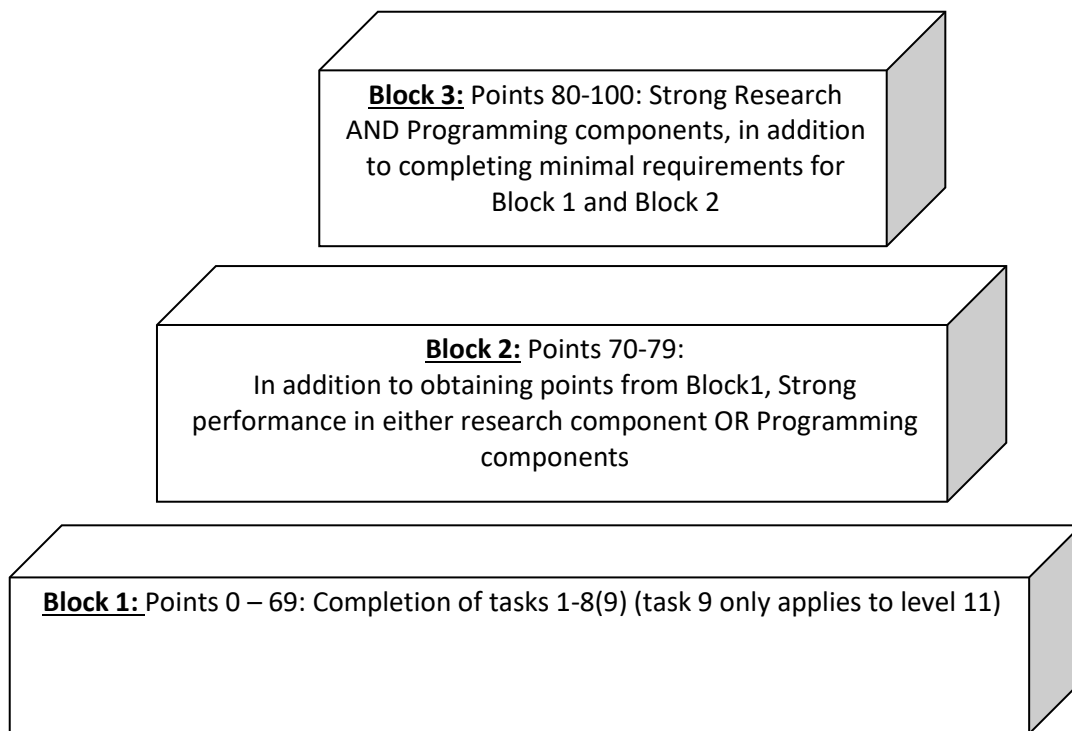 Block 3: Points 80-100: Strong Research
AND Programming components, in addition
to completing minimal requirements for
Block 1 and Block 2
Block 2: Points 70-79:
In addition to obtaining points from Block1, Strong
performance in either research component OR Programming
components
Block 1: Points 0 – 69: Completion of tasks 1-8(9) (task 9 only applies to level 11)